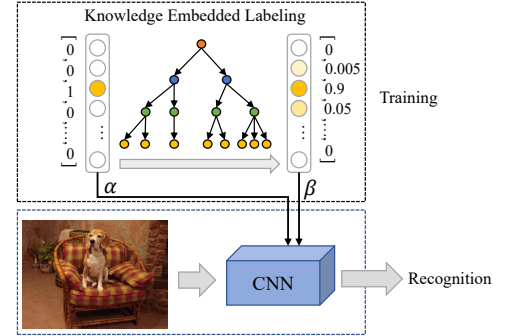 Knowledge Embedded Labeling
[0, 0, 1, 0, ..., 0]
[0, 0.005, 0.9, 0.05, ..., 0]
Training
α
β
CNN
Recognition